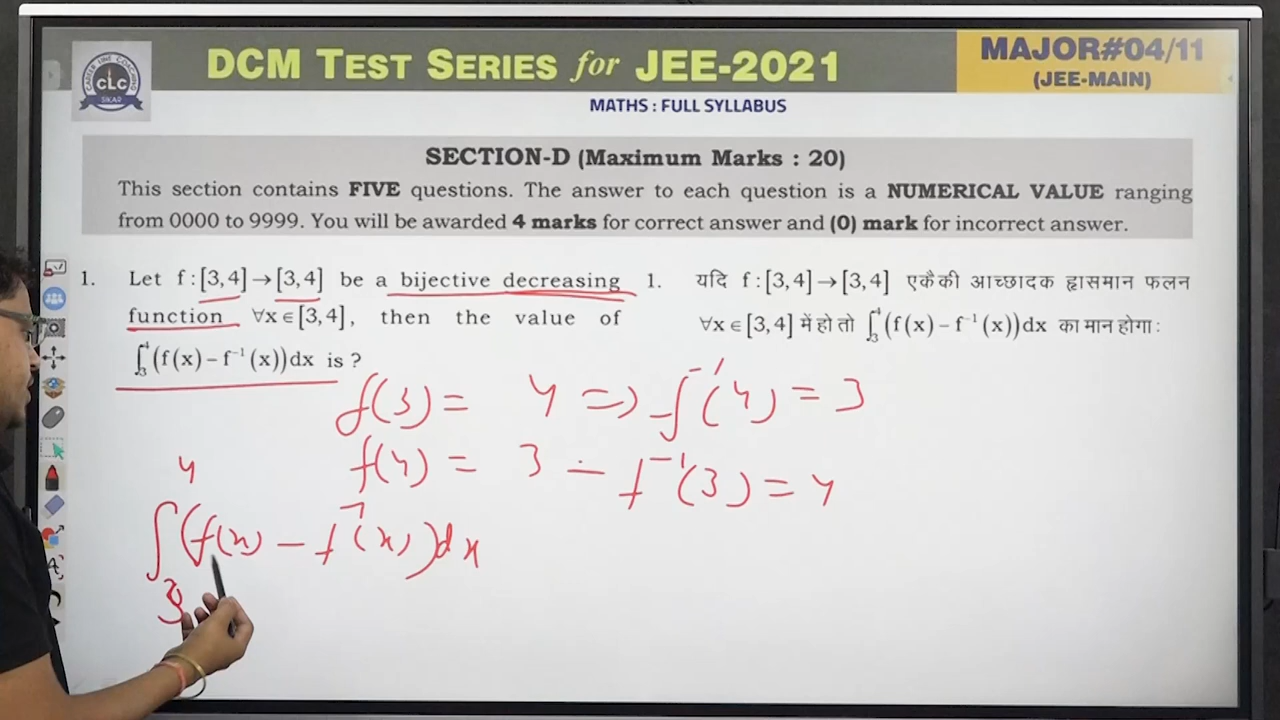 DCM TEST SERIES for JEE-2021
MAJOR#04/11
(JEE-MAIN)
CAREER LINE COACHING
CLC
SIKAR
MATHS : FULL SYLLABUS
SECTION-D (Maximum Marks : 20)
This section contains FIVE questions. The answer to each question is a NUMERICAL VALUE ranging
from 0000 to 9999. You will be awarded 4 marks for correct answer and (0) mark for incorrect answer.
1. Let f : [3, 4] → [3, 4] be a bijective decreasing
function ∀x ∈ [3, 4], then the value of
∫₃⁴ (f(x) – f⁻¹(x))dx is ?
1. यदि f : [3, 4] → [3, 4] एकैकी आच्छादक ह्रासमान फलन
∀x ∈ [3, 4] में हो तो ∫₃⁴ (f(x) – f⁻¹(x))dx का मान होगा :
f(3) = 4 => f⁻¹(4) = 3
f(4) = 3 – f⁻¹(3) = 4
∫₃⁴ (f(x) – f⁻¹(x))dx